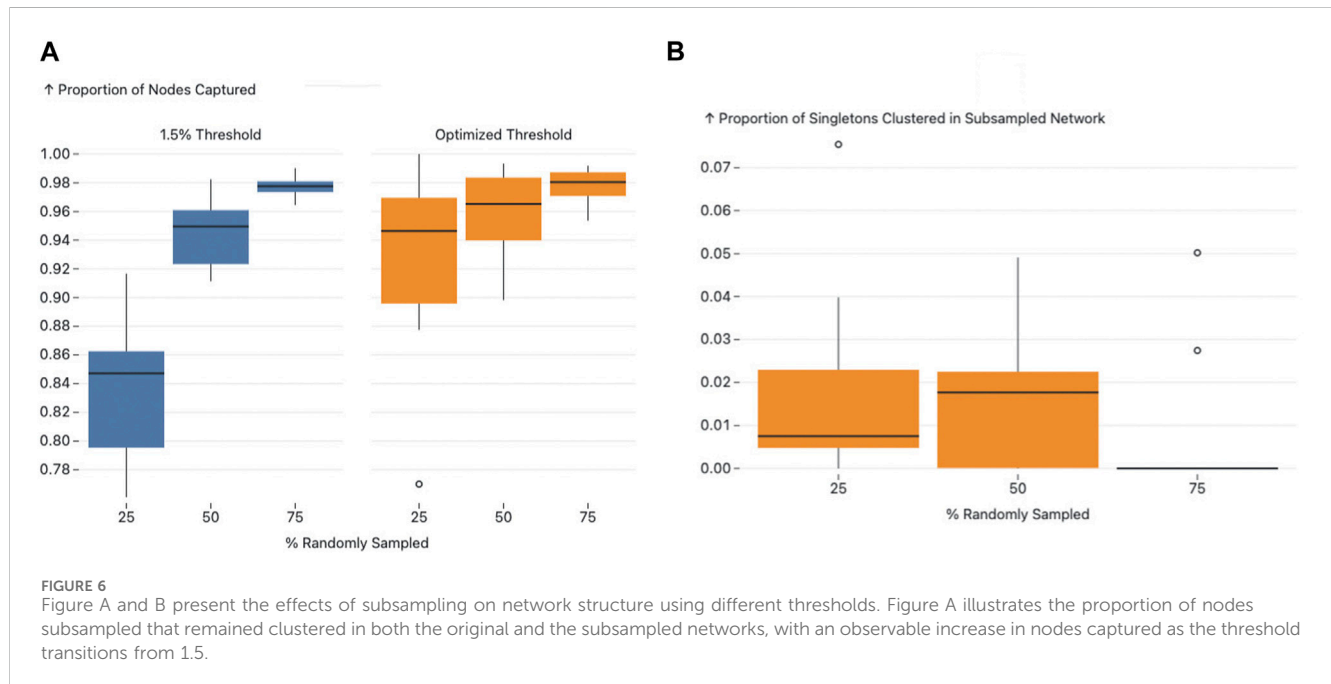 A
↑ Proportion of Nodes Captured
1.5% Threshold
Optimized Threshold
1.00
0.98
0.96
0.94
0.92
0.90
0.88
0.86
0.84
0.82
0.80
0.78
25 50 75 25 50 75
% Randomly Sampled
B
↑ Proportion of Singletons Clustered in Subsampled Network
0.07
0.06
0.05
0.04
0.03
0.02
0.01
0.00
25 50 75
% Randomly Sampled
FIGURE 6
Figure A and B present the effects of subsampling on network structure using different thresholds. Figure A illustrates the proportion of nodes
subsampled that remained clustered in both the original and the subsampled networks, with an observable increase in nodes captured as the threshold
transitions from 1.5.